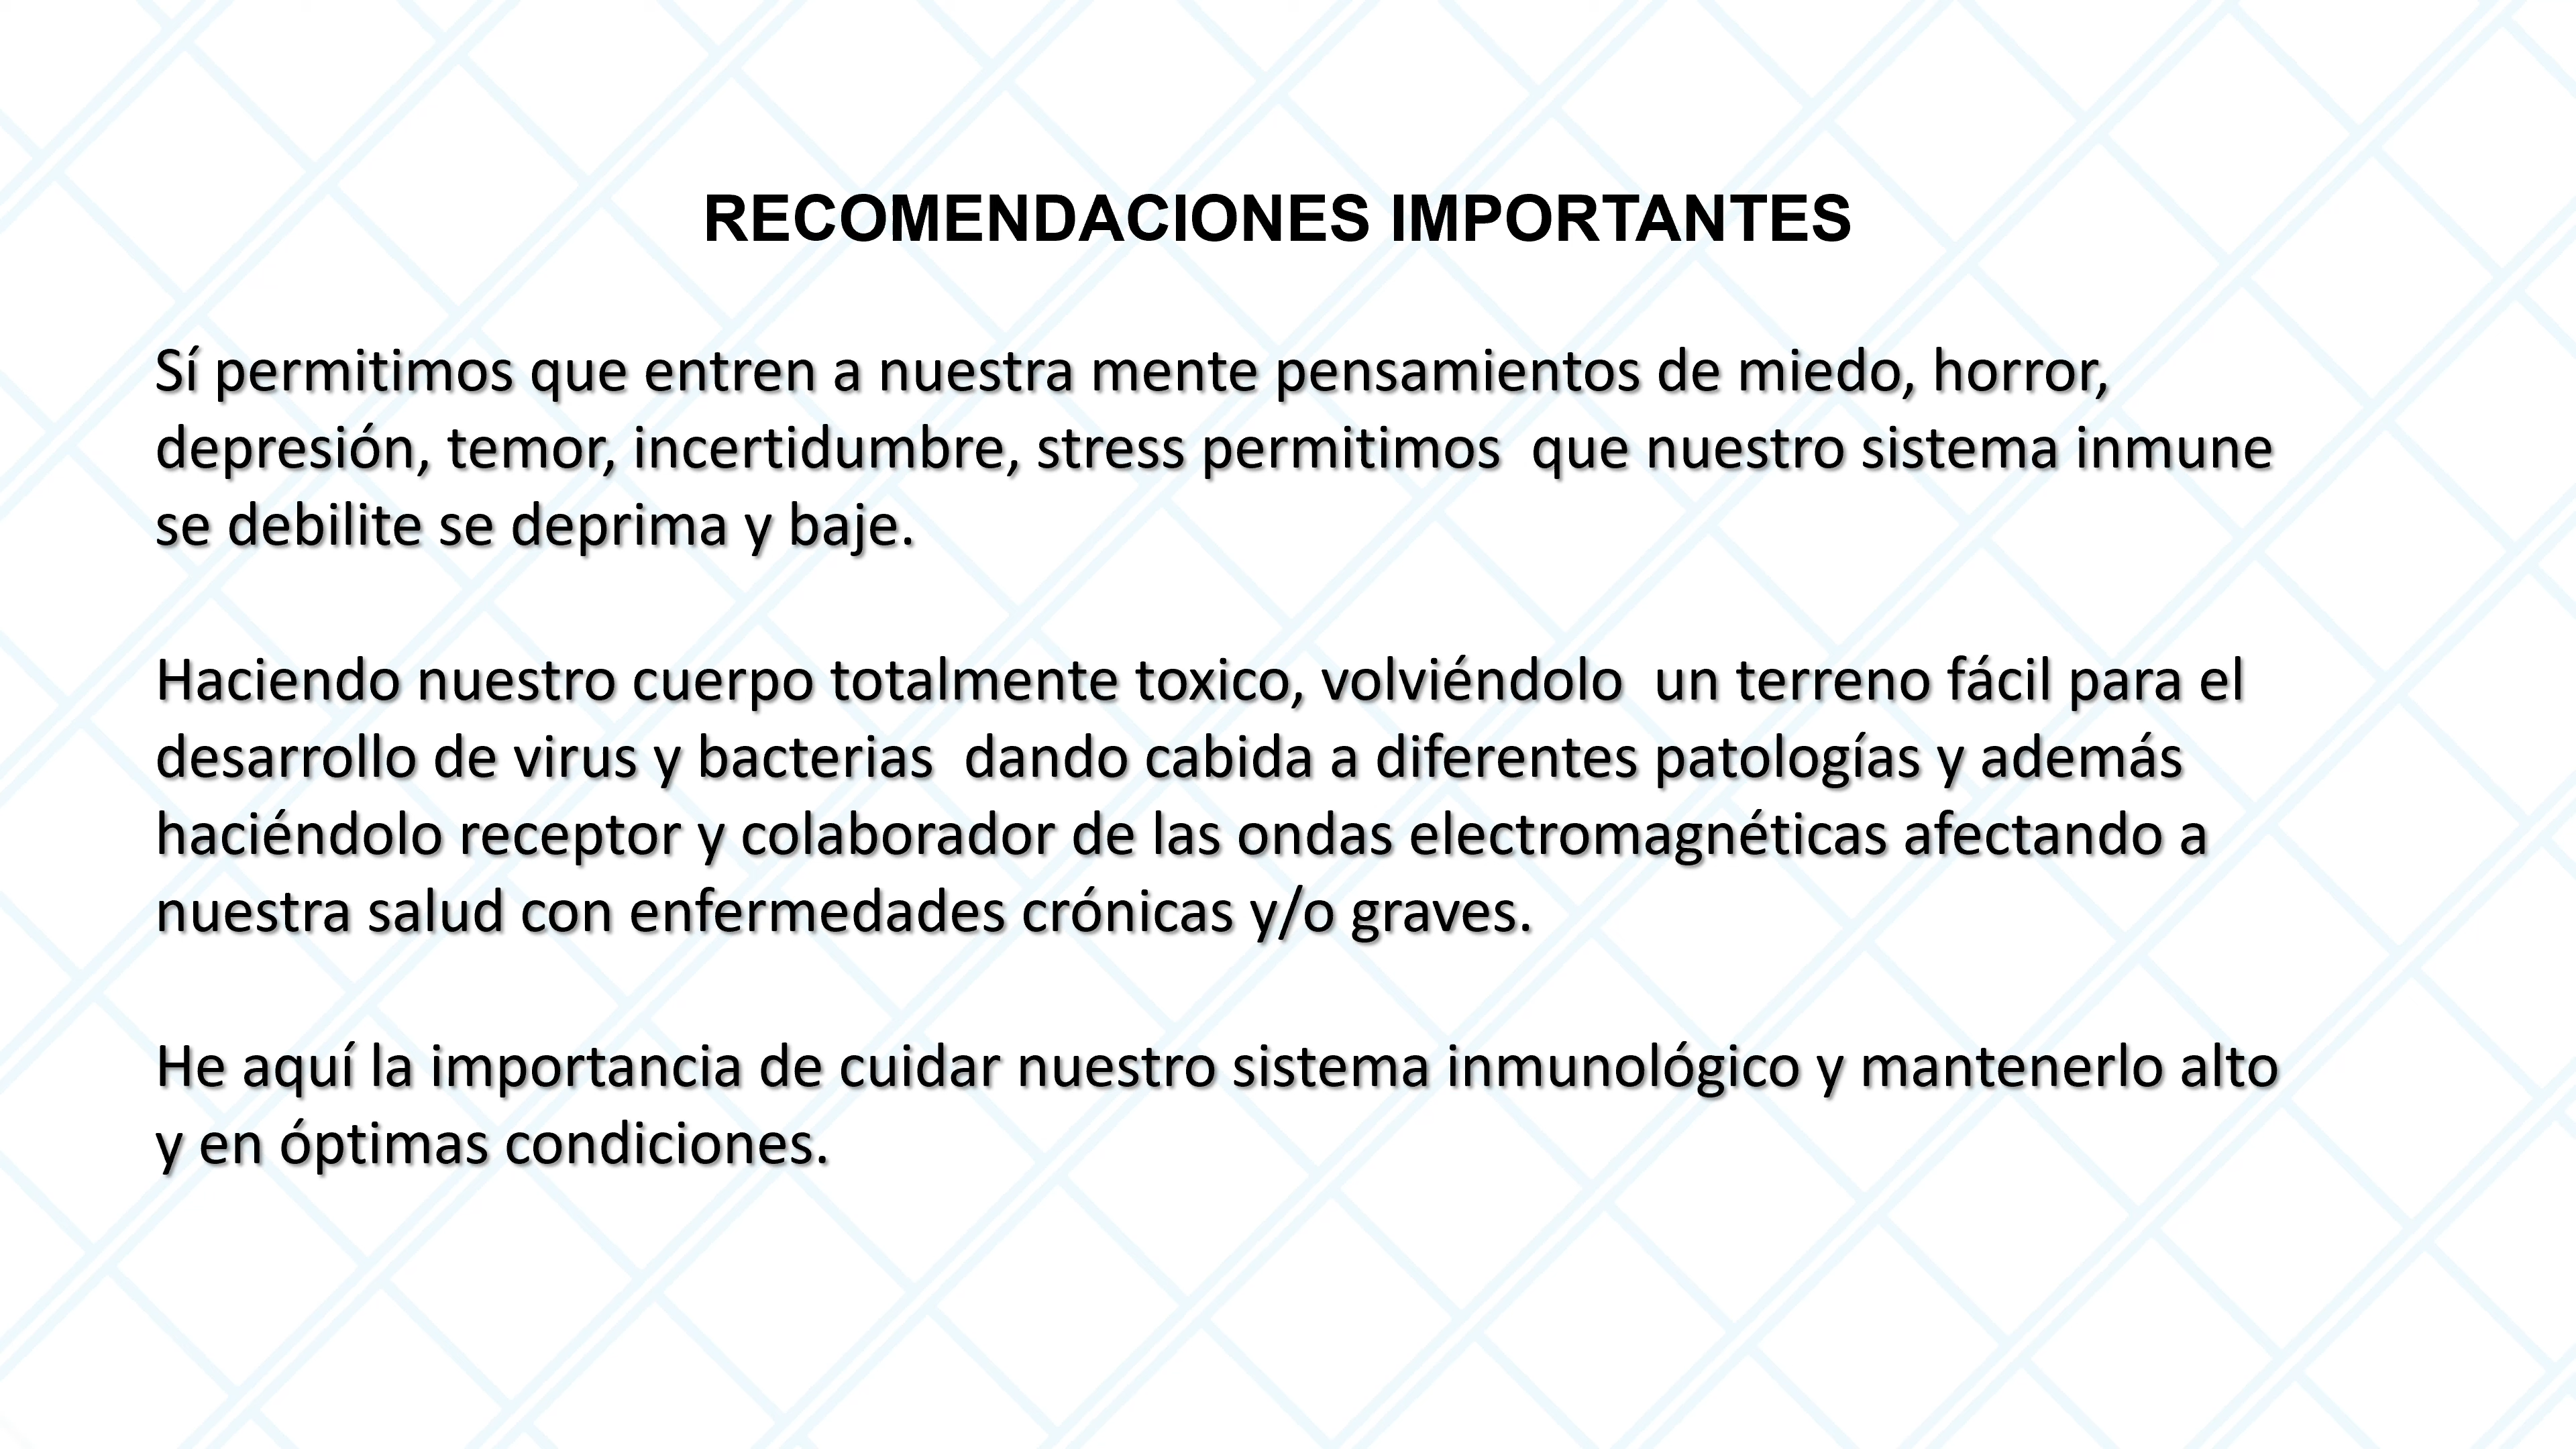 RECOMENDACIONES IMPORTANTES
Sí permitimos que entren a nuestra mente pensamientos de miedo, horror,
depresión, temor, incertidumbre, stress permitimos  que nuestro sistema inmune
se debilite se deprima y baje.
Haciendo nuestro cuerpo totalmente toxico, volviéndolo  un terreno fácil para el
desarrollo de virus y bacterias  dando cabida a diferentes patologías y además
haciéndolo receptor y colaborador de las ondas electromagnéticas afectando a
nuestra salud con enfermedades crónicas y/o graves.
He aquí la importancia de cuidar nuestro sistema inmunológico y mantenerlo alto
y en óptimas condiciones.